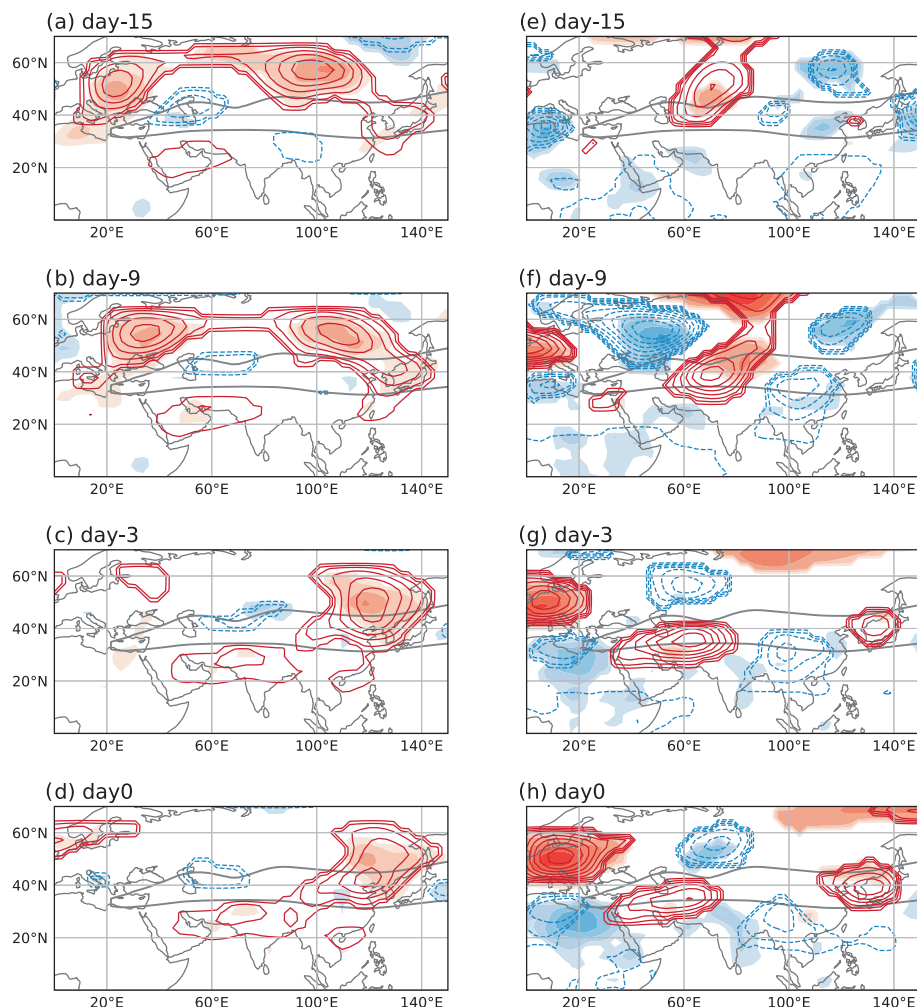 (a) day-15
60°N
40°N
20°N
20°E 60°E 100°E 140°E
(e) day-15
20°E 60°E 100°E 140°E
(b) day-9
60°N
40°N
20°N
20°E 60°E 100°E 140°E
(f) day-9
20°E 60°E 100°E 140°E
(c) day-3
60°N
40°N
20°N
20°E 60°E 100°E 140°E
(g) day-3
20°E 60°E 100°E 140°E
(d) day0
60°N
40°N
20°N
20°E 60°E 100°E 140°E
(h) day0
20°E 60°E 100°E 140°E